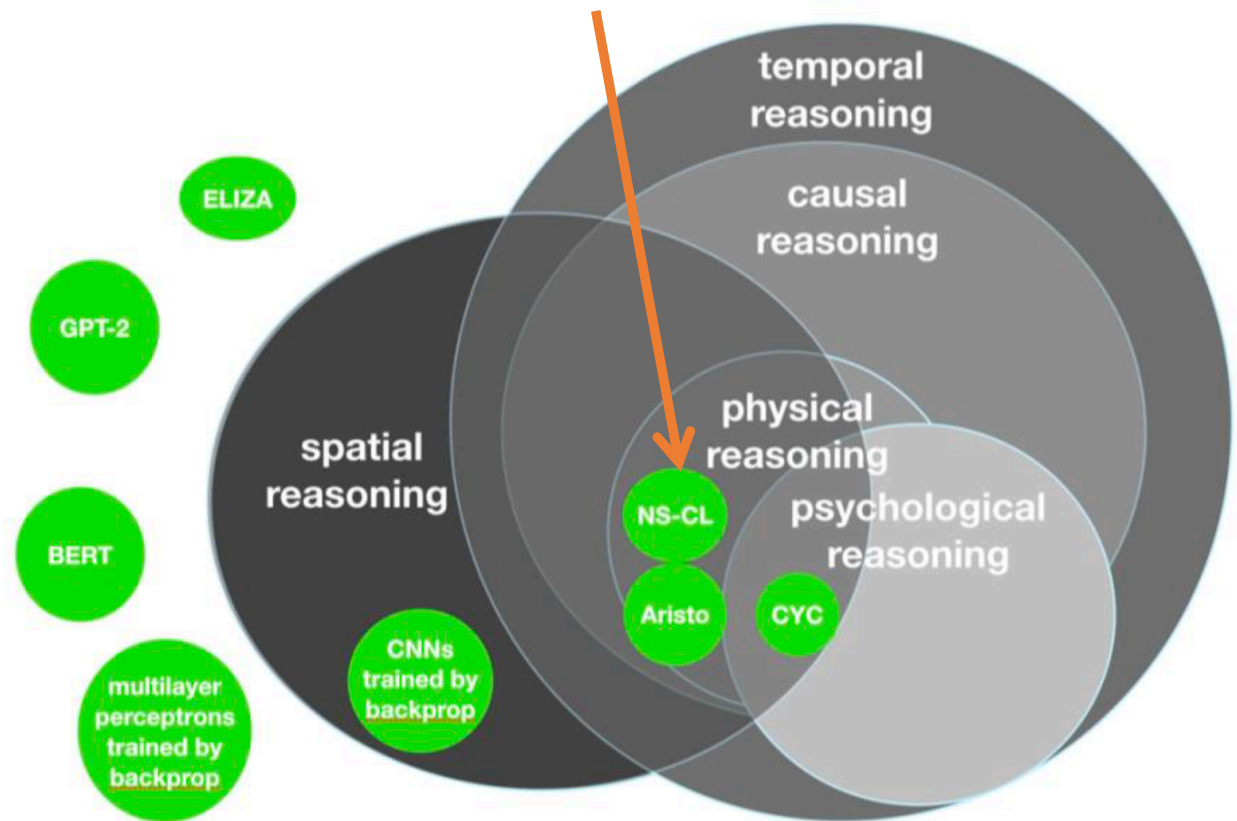 temporal
reasoning
causal
reasoning
ELIZA
GPT-2
physical
reasoning
spatial
reasoning
NS-CL
psychological
reasoning
BERT
Aristo
CYC
CNNs
trained by
backprop
multilayer
perceptrons
trained by
backprop